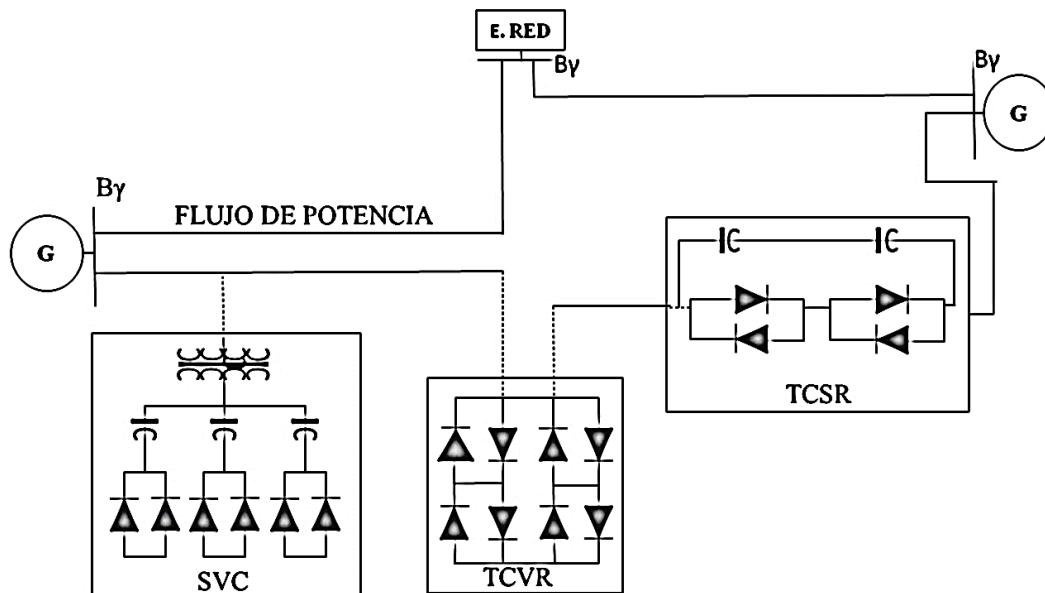 E. RED
Bγ
Bγ
G
Bγ
FLUJO DE POTENCIA
G
TCSR
TCVR
SVC